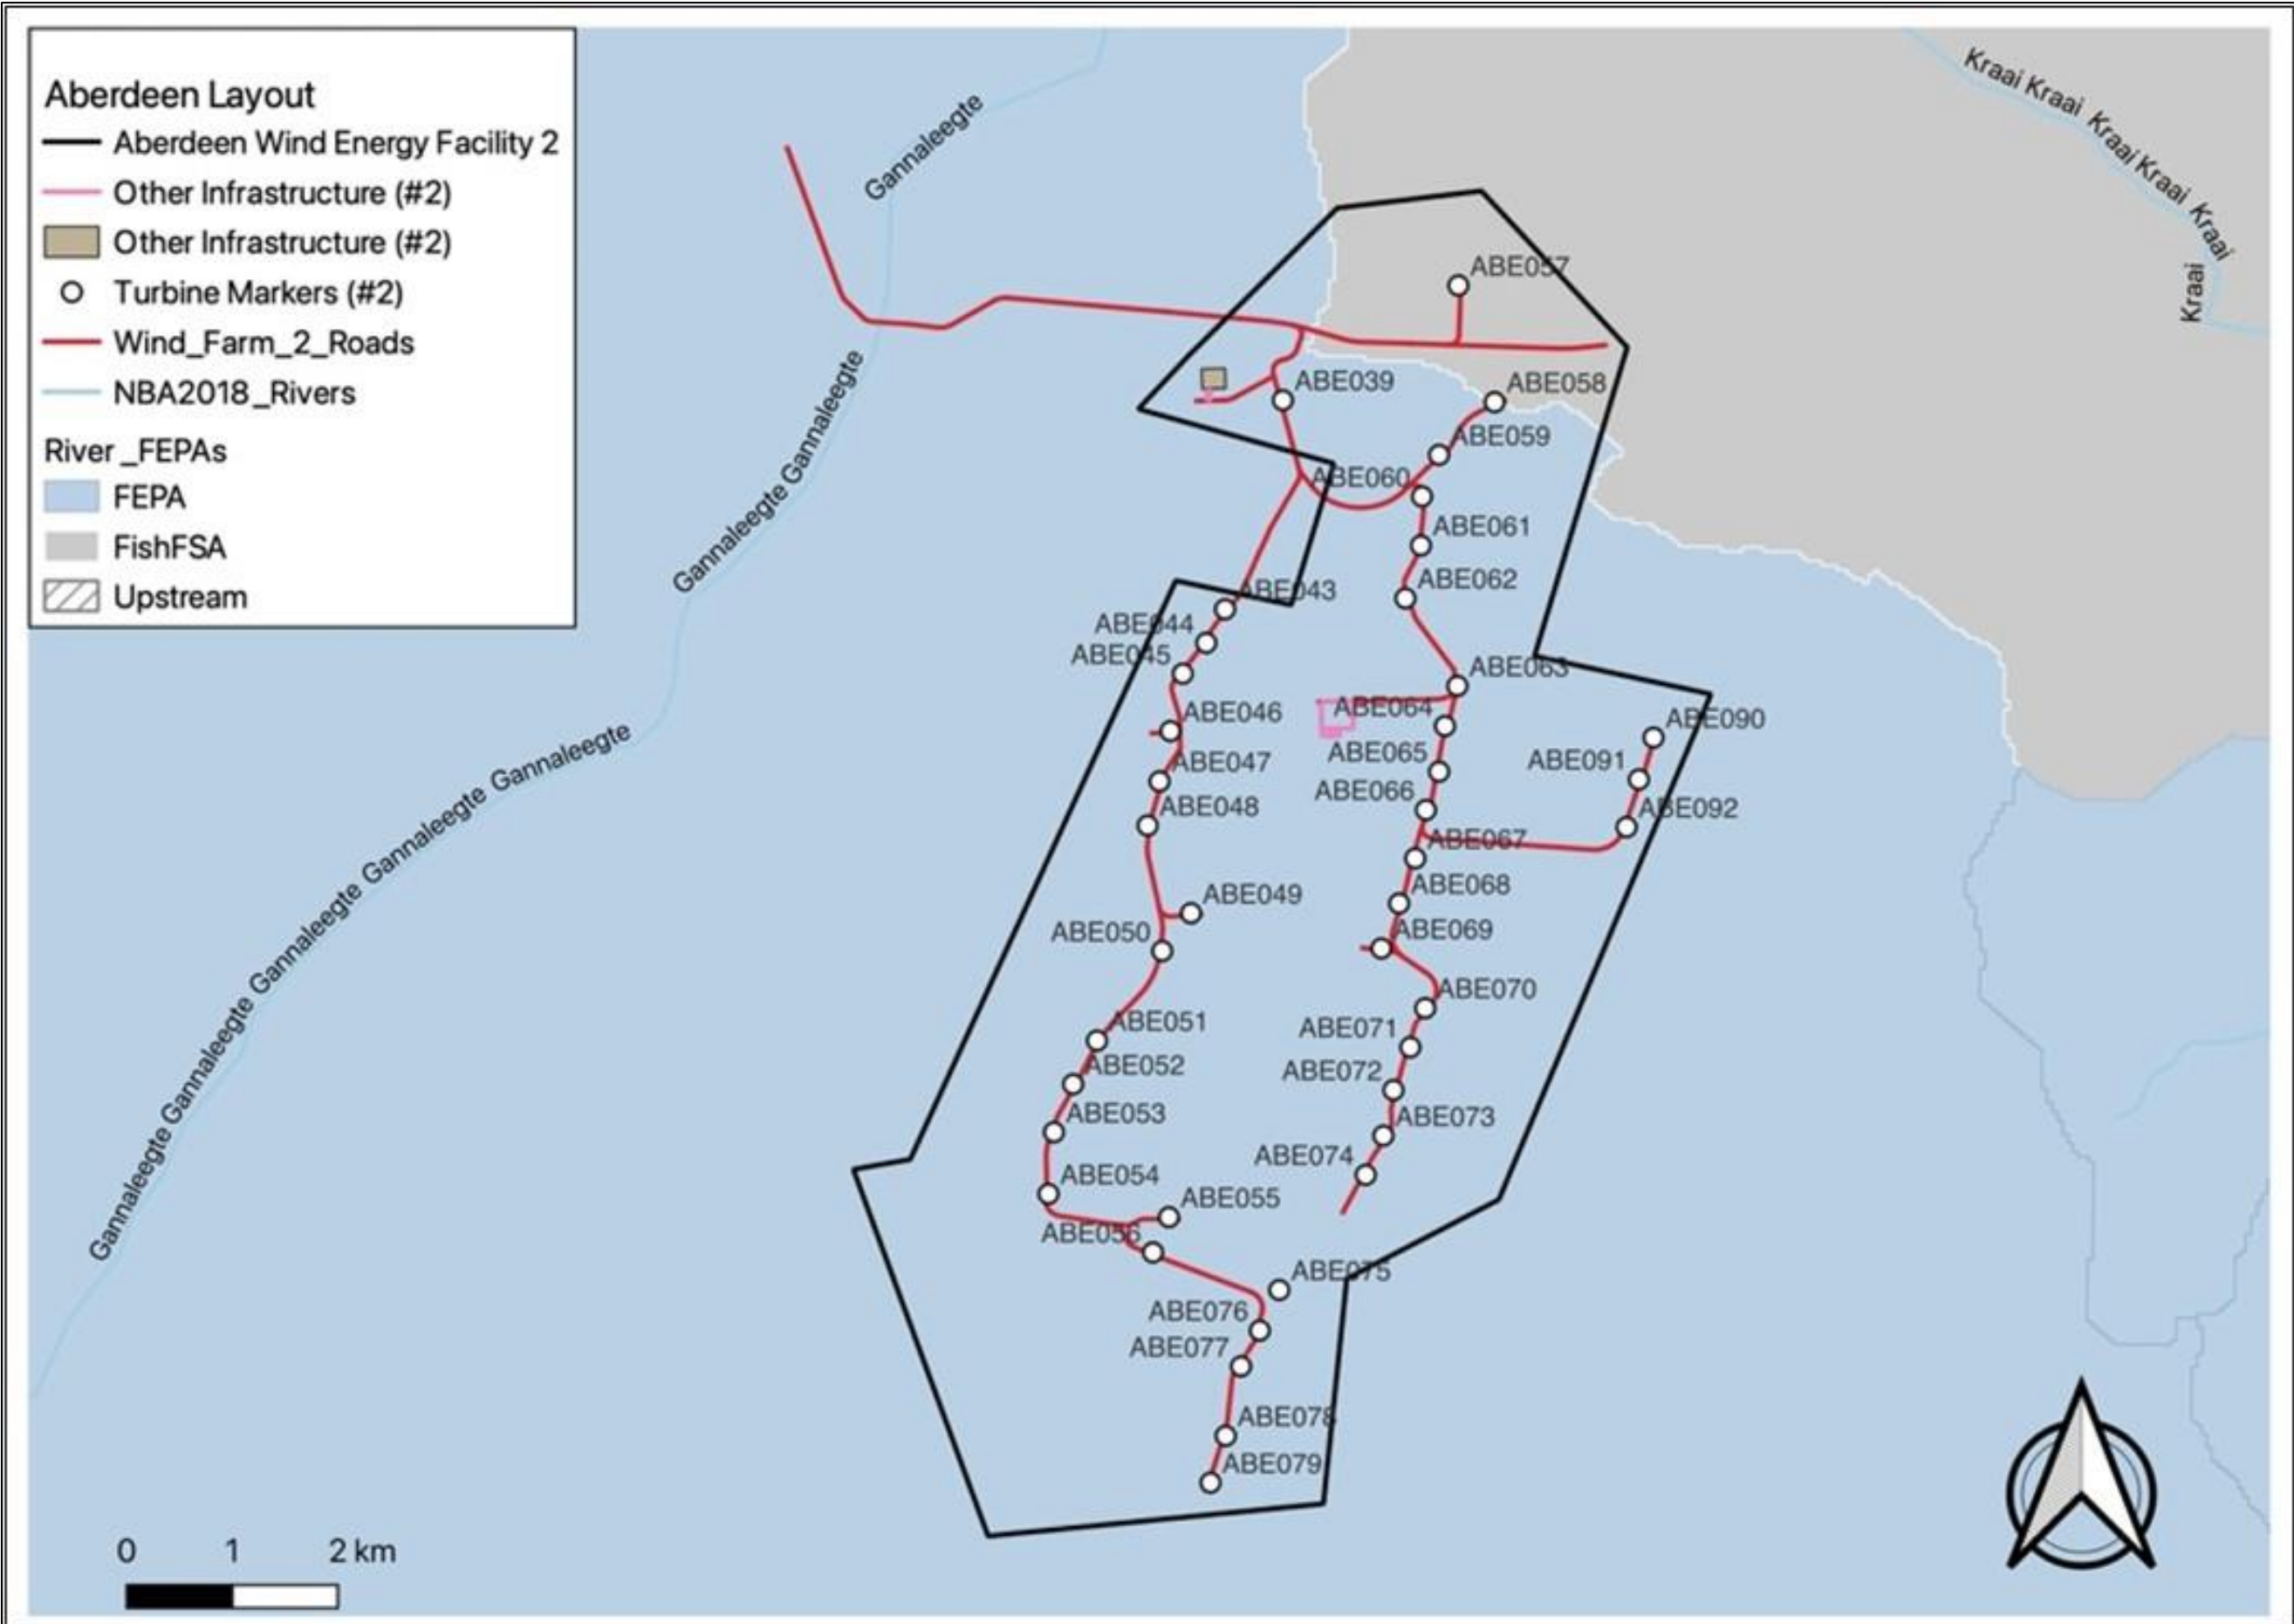 Aberdeen Layout
Aberdeen Wind Energy Facility 2
Other Infrastructure (#2)
Other Infrastructure (#2)
Turbine Markers (#2)
Wind_Farm_2_Roads
NBA2018_Rivers
River_FEPAs
FEPA
FishFSA
Upstream
Gannaleegte
Kraai Kraai Kraai Kraai Kraai Kraai
Kraai
ABE057
ABE039
ABE058
ABE059
ABE060
ABE061
ABE062
ABE043
ABE044
ABE045
ABE063
ABE046
ABE064
ABE090
ABE047
ABE065
ABE091
ABE066
ABE048
ABE092
ABE067
ABE068
ABE049
ABE050
ABE069
ABE070
ABE051
ABE071
ABE052
ABE072
ABE053
ABE073
ABE074
ABE054
ABE055
ABE056
ABE075
ABE076
ABE077
ABE078
ABE079
Gannaleegte Gannaleegte
Gannaleegte Gannaleegte Gannaleegte Gannaleegte Gannaleegte Gannaleegte
0 1 2 km